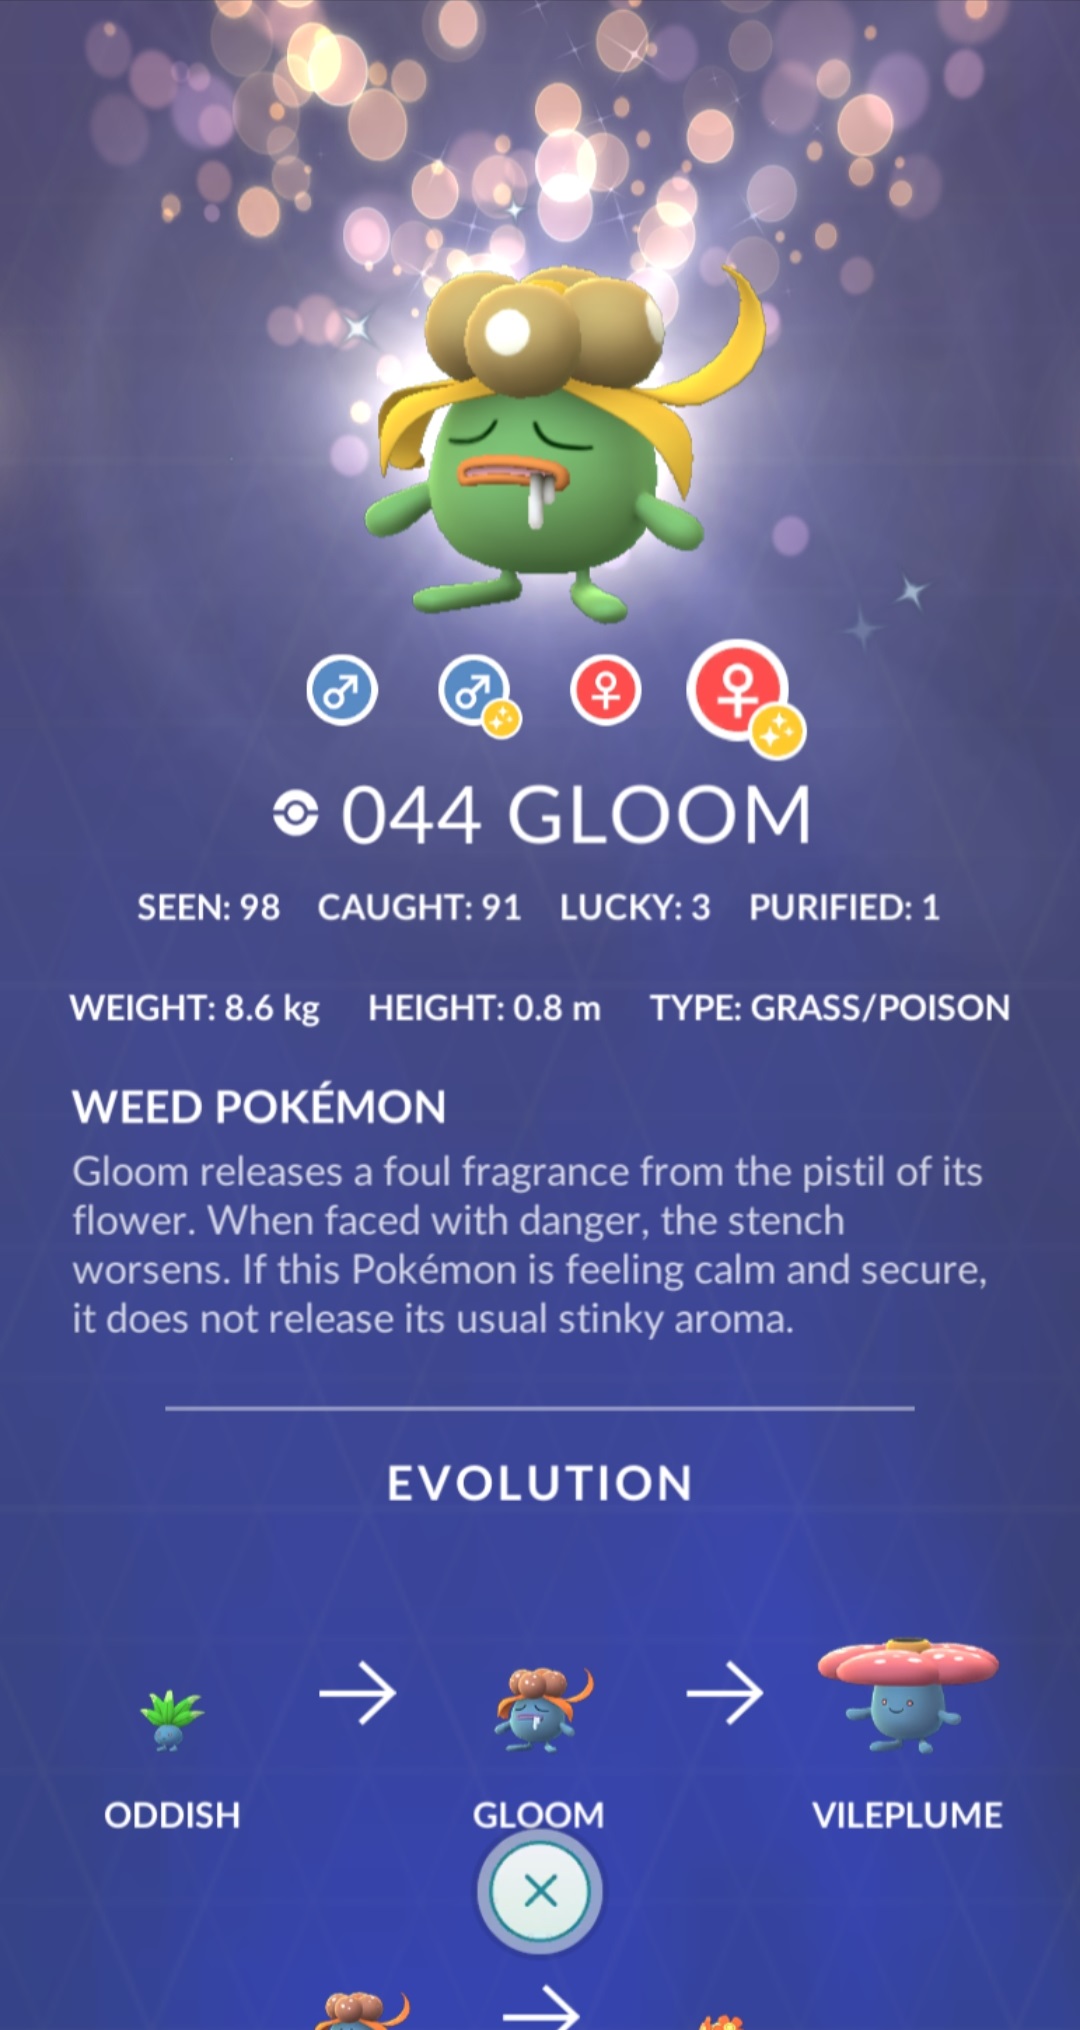 044 GLOOM
SEEN: 98 CAUGHT: 91 LUCKY: 3 PURIFIED: 1
WEIGHT: 8.6 kg HEIGHT: 0.8 m TYPE: GRASS/POISON
WEED POKÉMON
Gloom releases a foul fragrance from the pistil of its
flower. When faced with danger, the stench
worsens. If this Pokémon is feeling calm and secure,
it does not release its usual stinky aroma.
EVOLUTION
ODDISH GLOOM VILEPLUME